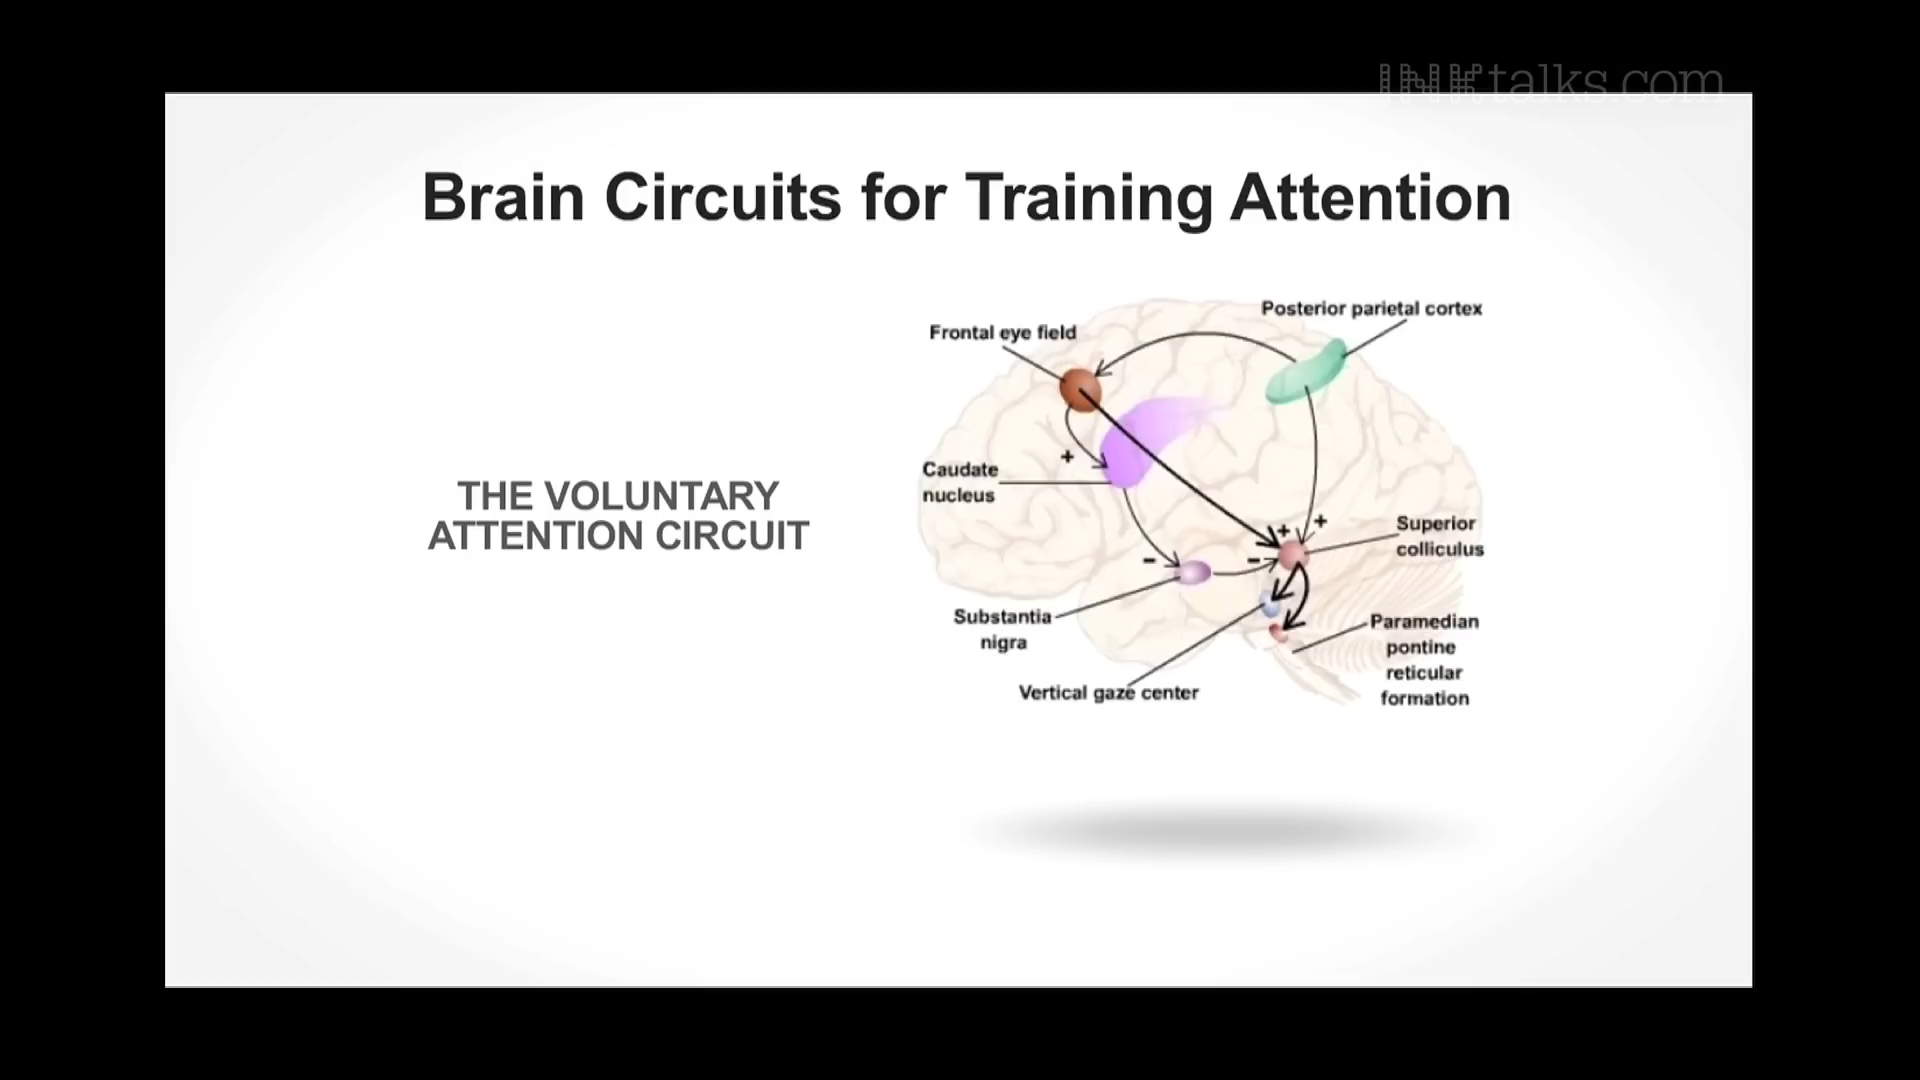 INKtalks.com
Brain Circuits for Training Attention
THE VOLUNTARY
ATTENTION CIRCUIT
Posterior parietal cortex
Frontal eye field
+
Caudate
nucleus
+
+
Superior
colliculus
-
-
Substantia
nigra
Paramedian
pontine
reticular
formation
Vertical gaze center